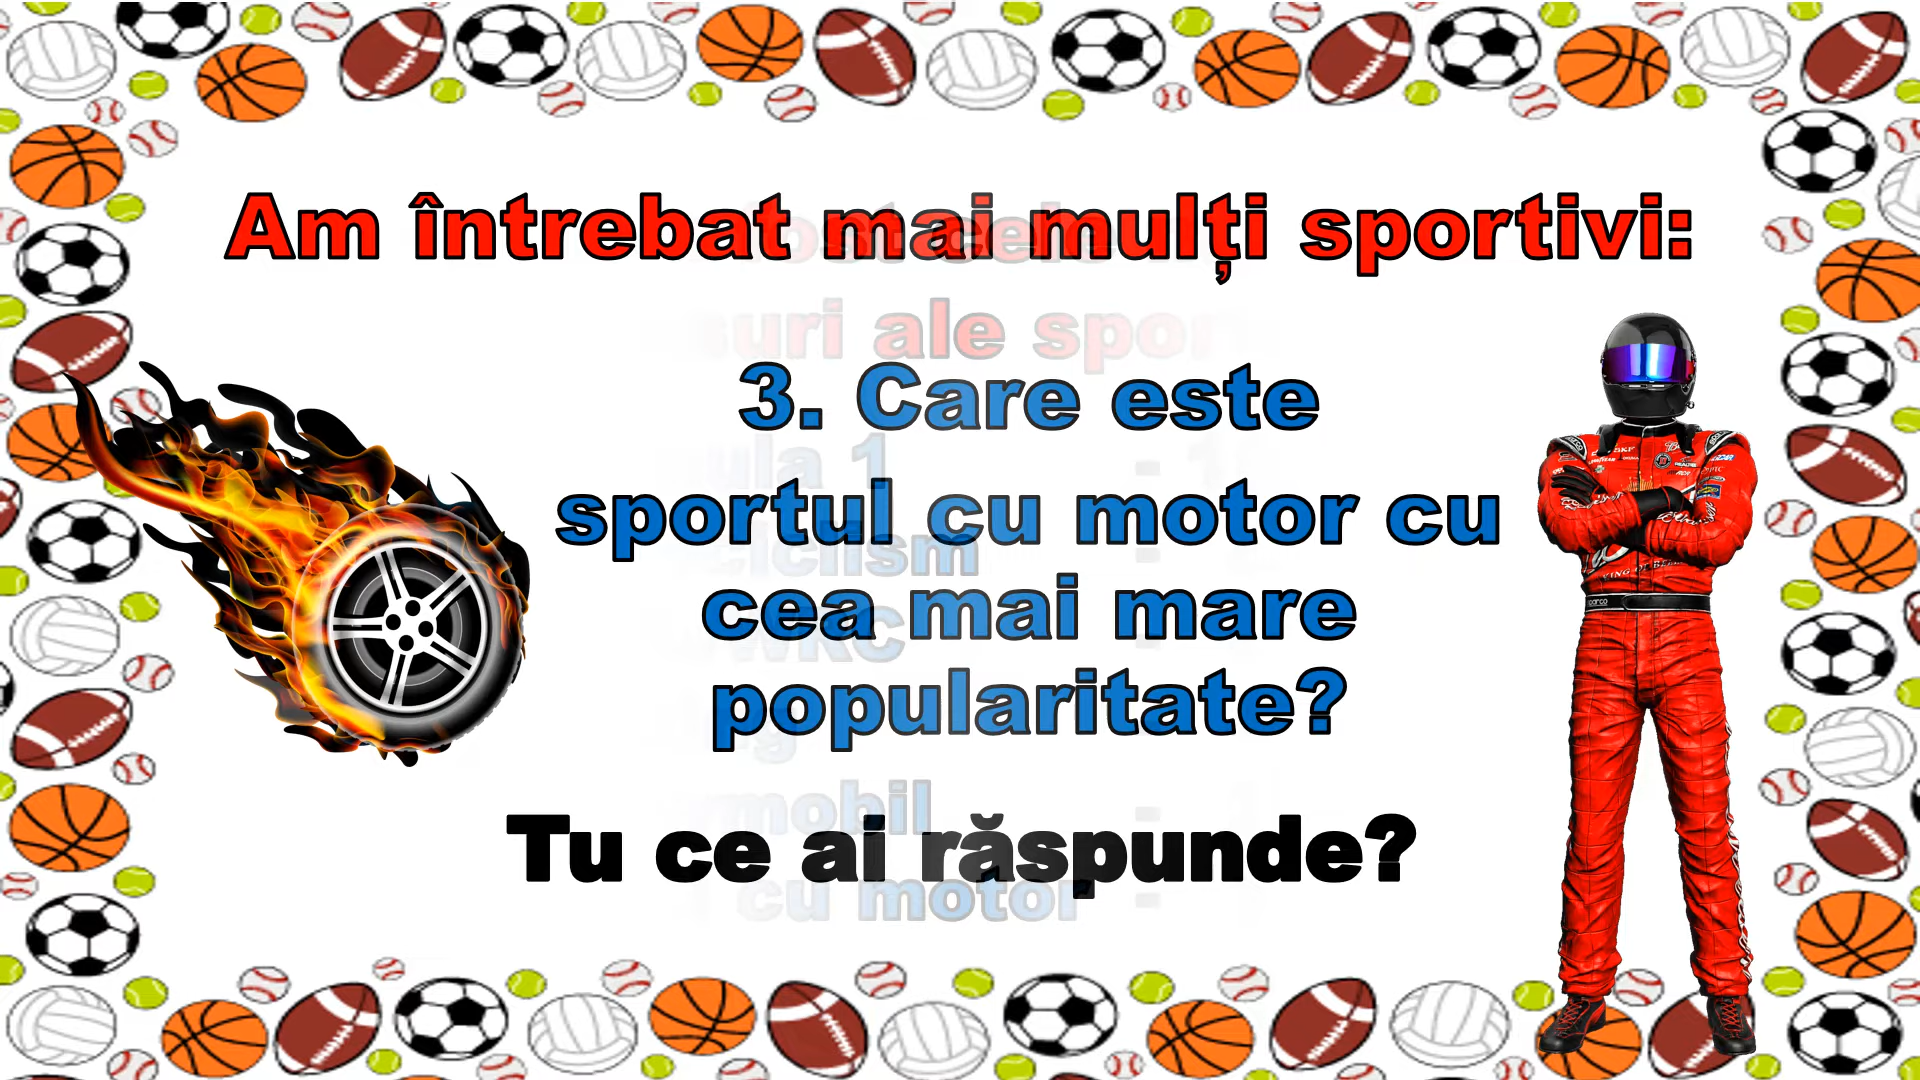 Am întrebat mai mulți sportivi:
3. Care este
sportul cu motor cu
cea mai mare
popularitate?
Tu ce ai răspunde?